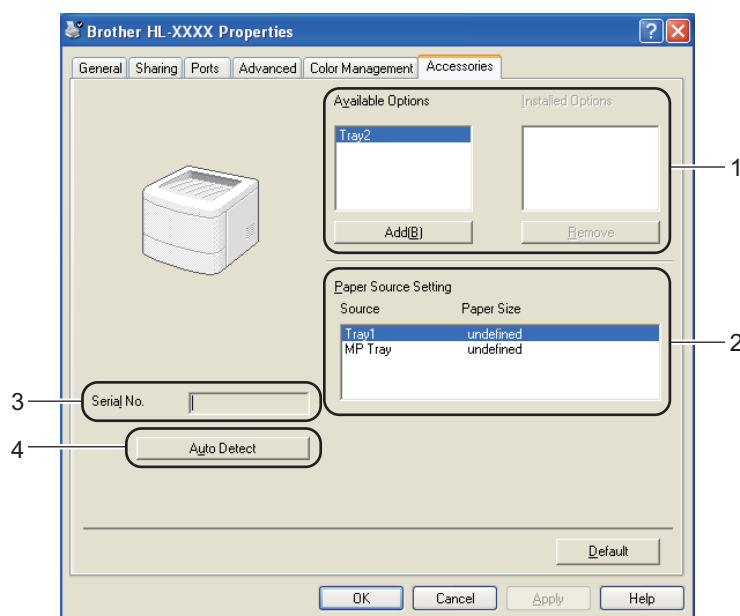 Brother HL-XXXX Properties
General Sharing Ports Advanced Color Management Accessories
Available Options Installed Options
Tray2
1
Add(B) Remove
Paper Source Setting
Source Paper Size
Tray1 undefined
MP Tray undefined
2
3 Serial No.
4 Auto Detect
Default
OK Cancel Apply Help